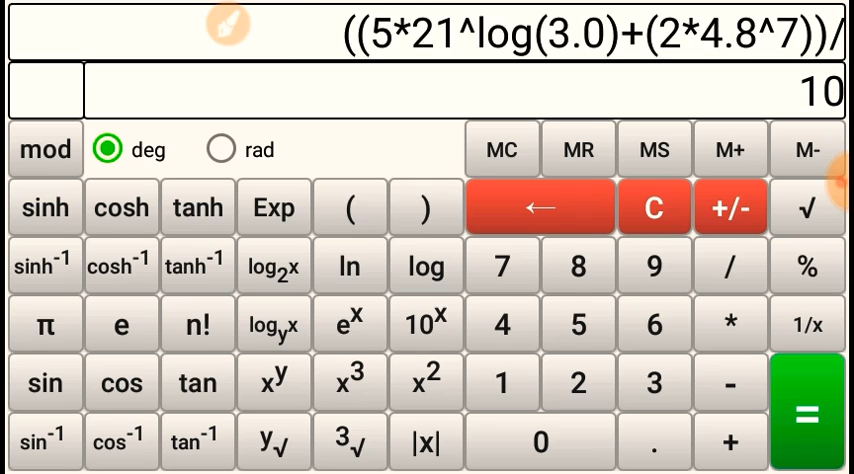 ((5*21^log(3.0)+(2*4.8^7))/
10
mod deg rad MC MR MS M+ M-
sinh cosh tanh Exp ( ) ← C +/- √
sinh⁻¹ cosh⁻¹ tanh⁻¹ log₂x ln log 7 8 9 / %
π e n! logᵧx eˣ 10ˣ 4 5 6 * 1/x
sin cos tan xʸ x³ x² 1 2 3 - =
sin⁻¹ cos⁻¹ tan⁻¹ ʸ√ ³√ |x| 0 . +